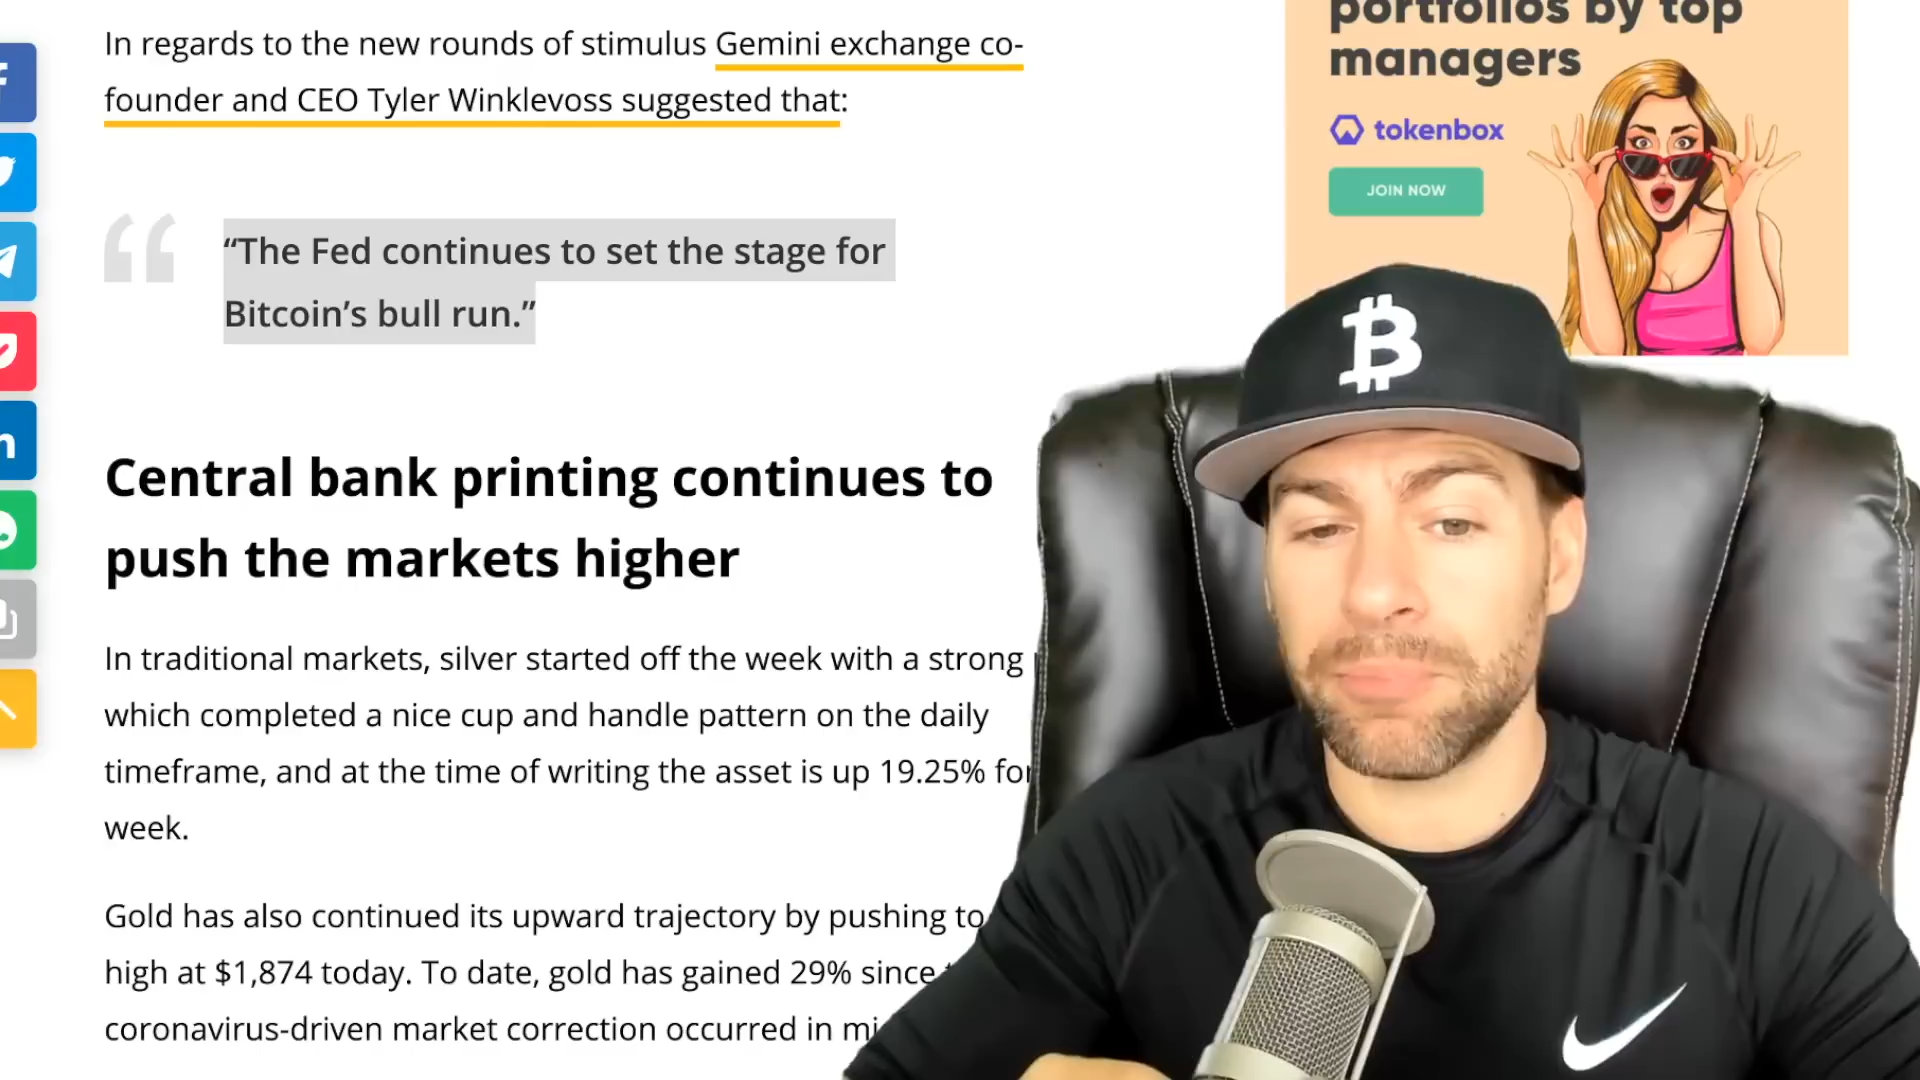 In regards to the new rounds of stimulus Gemini exchange co-
founder and CEO Tyler Winklevoss suggested that:
“The Fed continues to set the stage for
Bitcoin’s bull run.”
Central bank printing continues to
push the markets higher
In traditional markets, silver started off the week with a strong
which completed a nice cup and handle pattern on the daily
timeframe, and at the time of writing the asset is up 19.25% for
week.
Gold has also continued its upward trajectory by pushing to
high at $1,874 today. To date, gold has gained 29% since
coronavirus-driven market correction occurred in
portfolios by top
managers
tokenbox
JOIN NOW